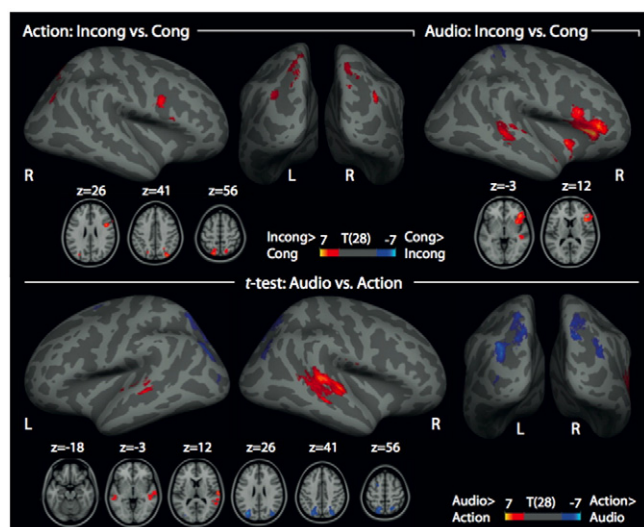 Action: Incong vs. Cong
Audio: Incong vs. Cong
R
L R
R
z=26 z=41 z=56
z=-3 z=12
Incong> 7 T(28) -7 Cong>
Cong Incong
t-test: Audio vs. Action
L
R
L R
z=-18 z=-3 z=12 z=26 z=41 z=56
Audio> 7 T(28) -7 Action>
Action Audio